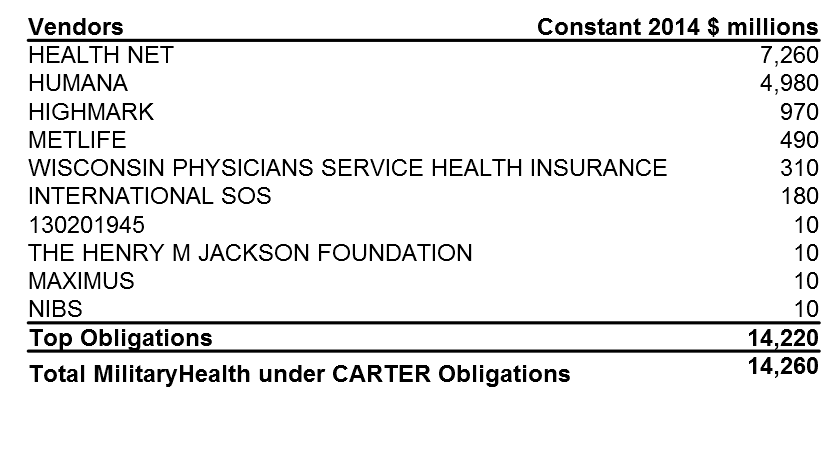 Vendors Constant 2014 $ millions
HEALTH NET 7,260
HUMANA 4,980
HIGHMARK 970
METLIFE 490
WISCONSIN PHYSICIANS SERVICE HEALTH INSURANCE 310
INTERNATIONAL SOS 180
130201945 10
THE HENRY M JACKSON FOUNDATION 10
MAXIMUS 10
NIBS 10
Top Obligations 14,220
Total MilitaryHealth under CARTER Obligations 14,260